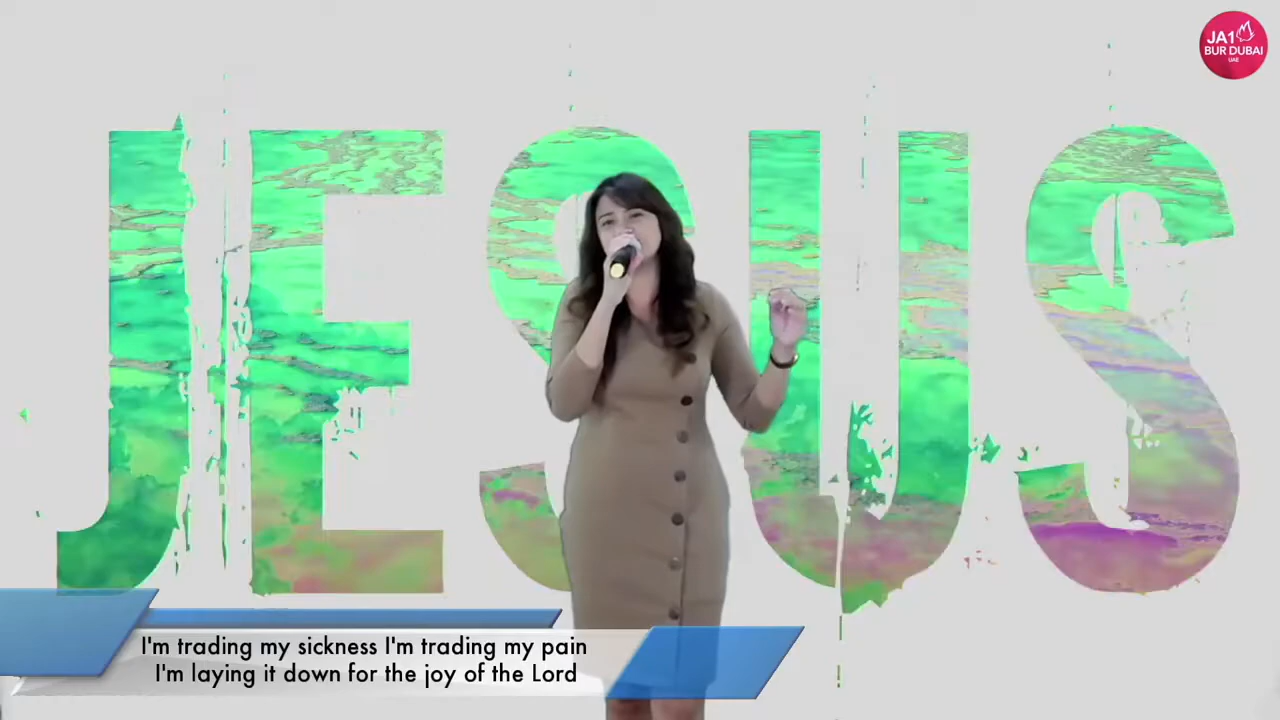 JA1
BUR DUBAI
UAE
JESUS
I'm trading my sickness I'm trading my pain
I'm laying it down for the joy of the Lord